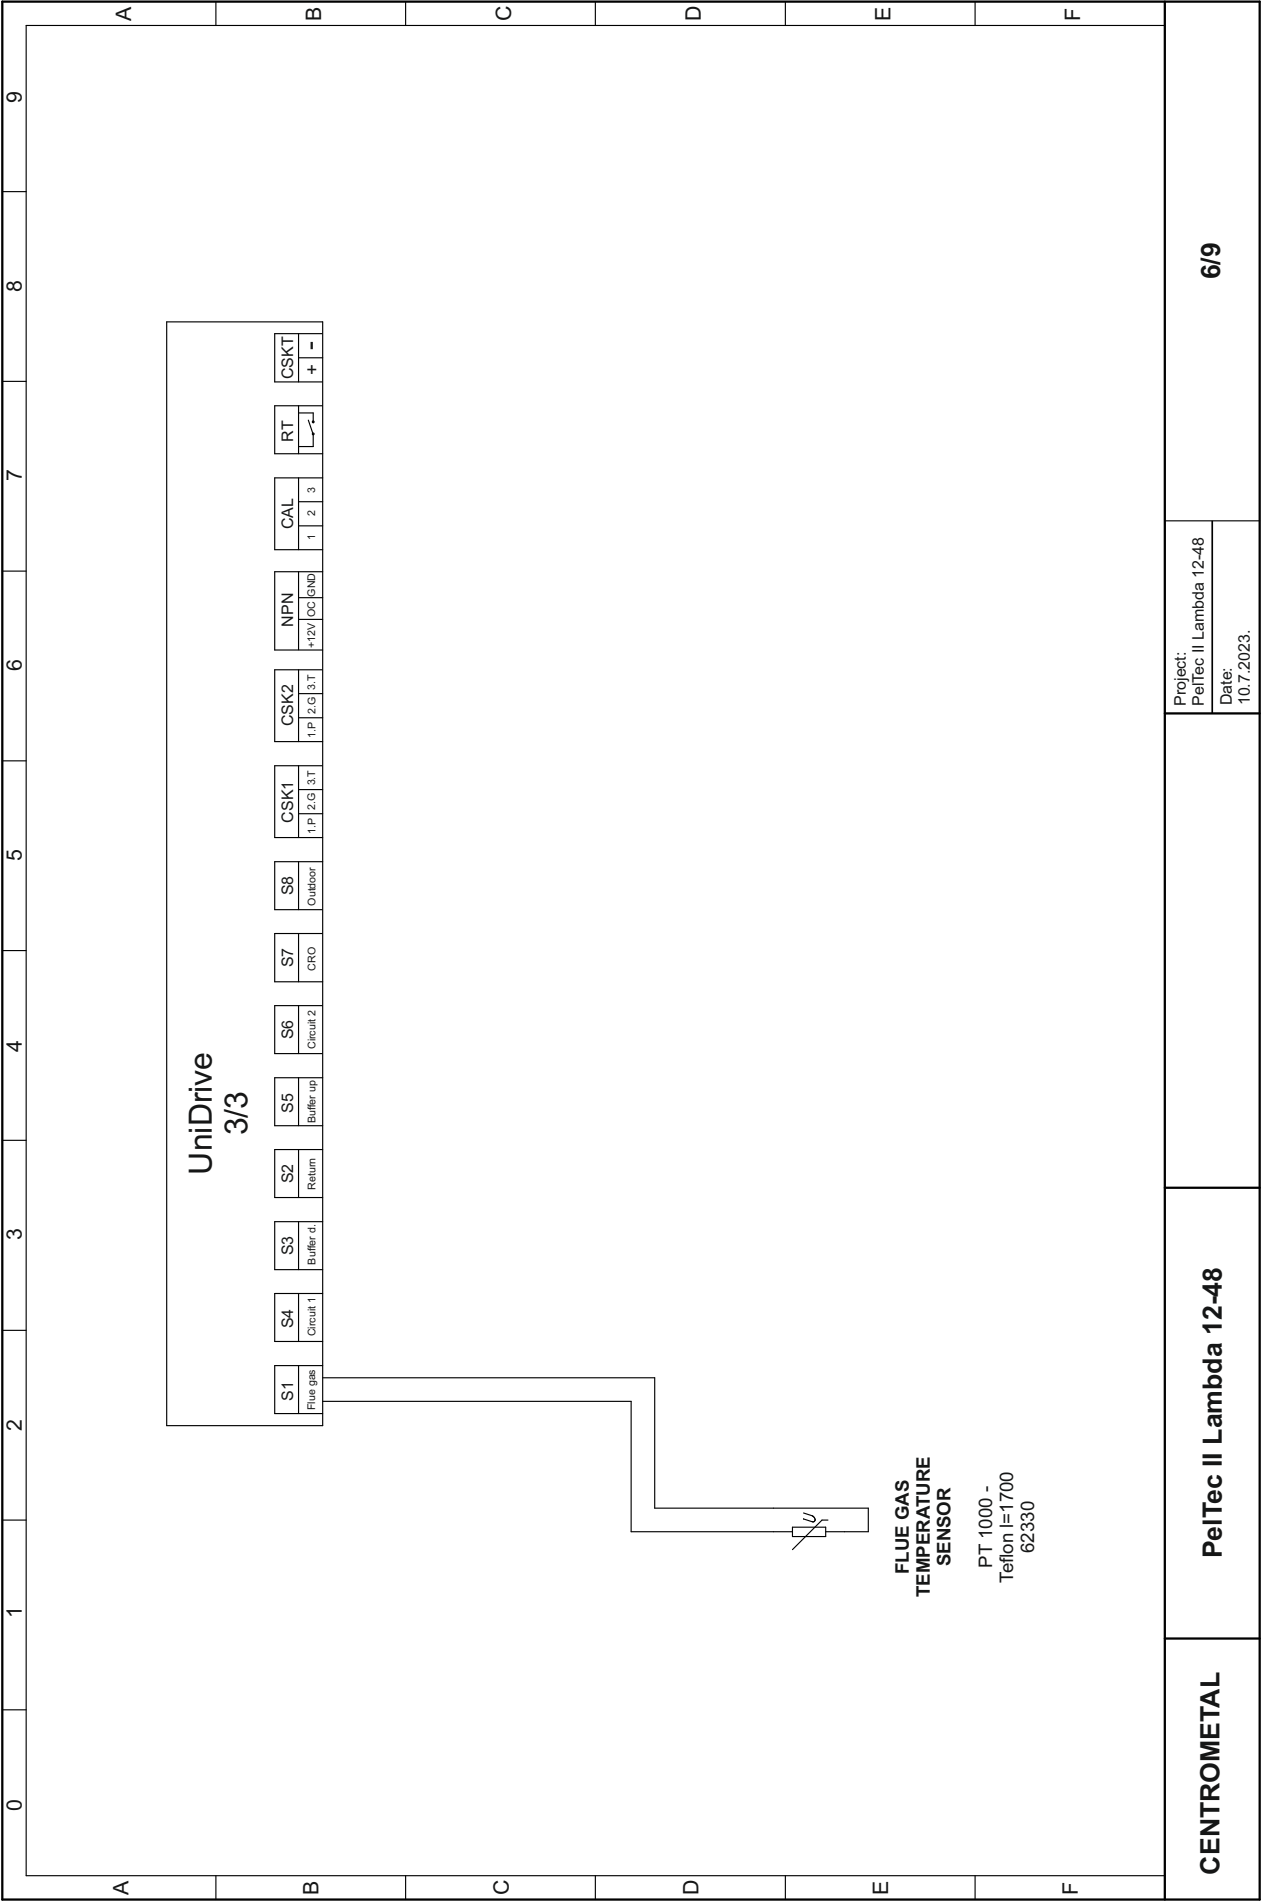 0 1 2 3 4 5 6 7 8 9
A A
B B
C C
D D
E E
F F
UniDrive
3/3
S1
Flue gas
S4
Circuit 1
S3
Buffer d.
S2
Return
S5
Buffer up
S6
Circuit 2
S7
CRO
S8
Outdoor
CSK1
1.P 2.G 3.T
CSK2
1.P 2.G 3.T
NPN
+12V OC GND
CAL
1 2 3
RT
CSKT
+ -
U
FLUE GAS
TEMPERATURE
SENSOR
PT 1000 -
Teflon l=1700
62330
CENTROMETAL
PelTec II Lambda 12-48
Project:
PelTec II Lambda 12-48
Date:
10.7.2023.
6/9